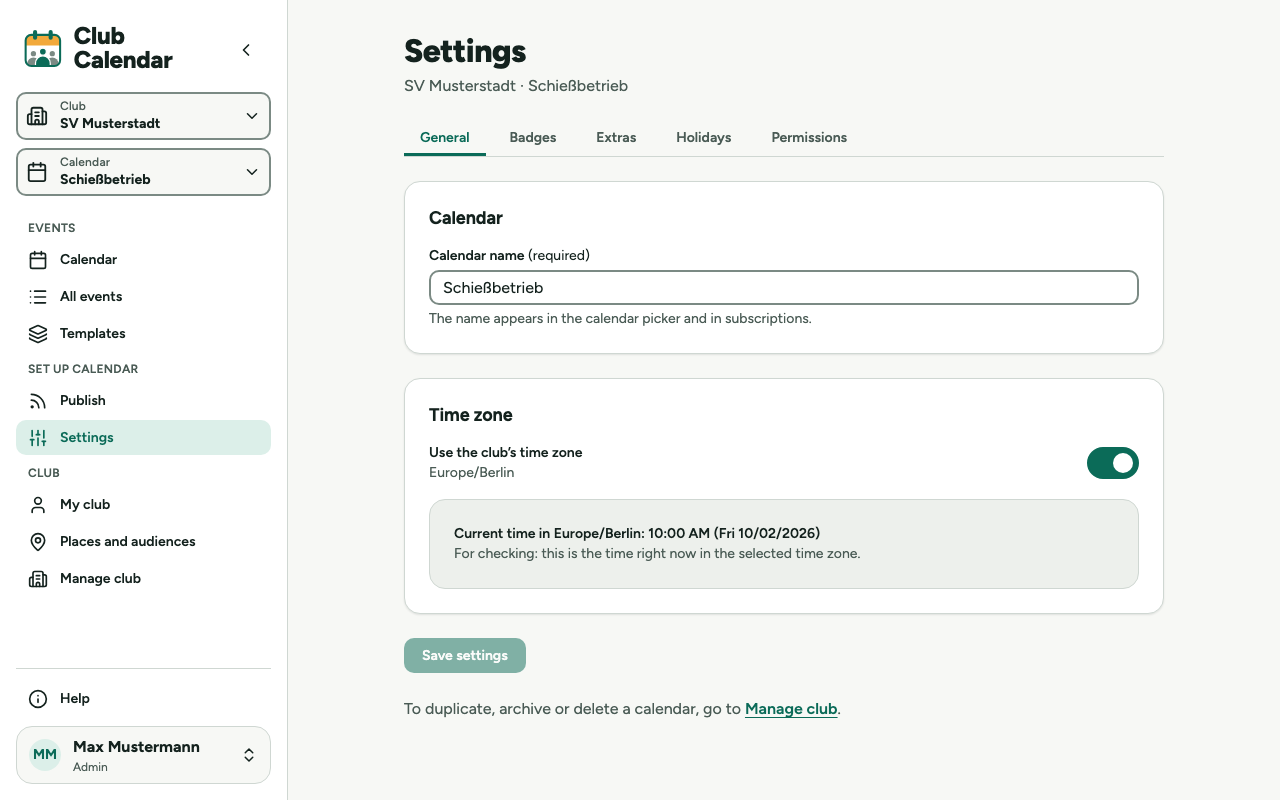 Club
Calendar
Club
SV Musterstadt
Calendar
Schießbetrieb
EVENTS
Calendar
All events
Templates
SET UP CALENDAR
Publish
Settings
CLUB
My club
Places and audiences
Manage club
Help
MM
Max Mustermann
Admin
Settings
SV Musterstadt · Schießbetrieb
General
Badges
Extras
Holidays
Permissions
Calendar
Calendar name (required)
Schießbetrieb
The name appears in the calendar picker and in subscriptions.
Time zone
Use the club’s time zone
Europe/Berlin
Current time in Europe/Berlin: 10:00 AM (Fri 10/02/2026)
For checking: this is the time right now in the selected time zone.
Save settings
To duplicate, archive or delete a calendar, go to Manage club.